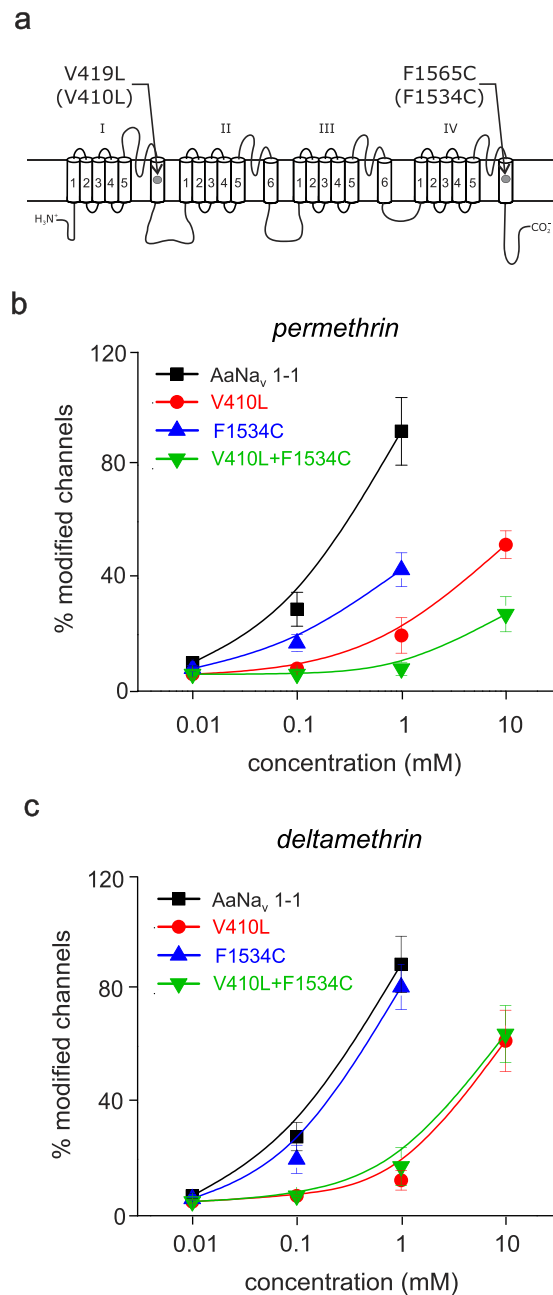 a
V419L
(V410L)
F1565C
(F1534C)
I
II
III
IV
1 2 3 4 5 1 2 3 4 5 6 1 2 3 4 5 6 1 2 3 4 5
H₃N⁺
CO₂⁻
b
permethrin
120
80
40
0
% modified channels
AaNaᵥ 1-1
V410L
F1534C
V410L+F1534C
0.01 0.1 1 10
concentration (mM)
c
deltamethrin
120
80
40
0
% modified channels
AaNaᵥ 1-1
V410L
F1534C
V410L+F1534C
0.01 0.1 1 10
concentration (mM)